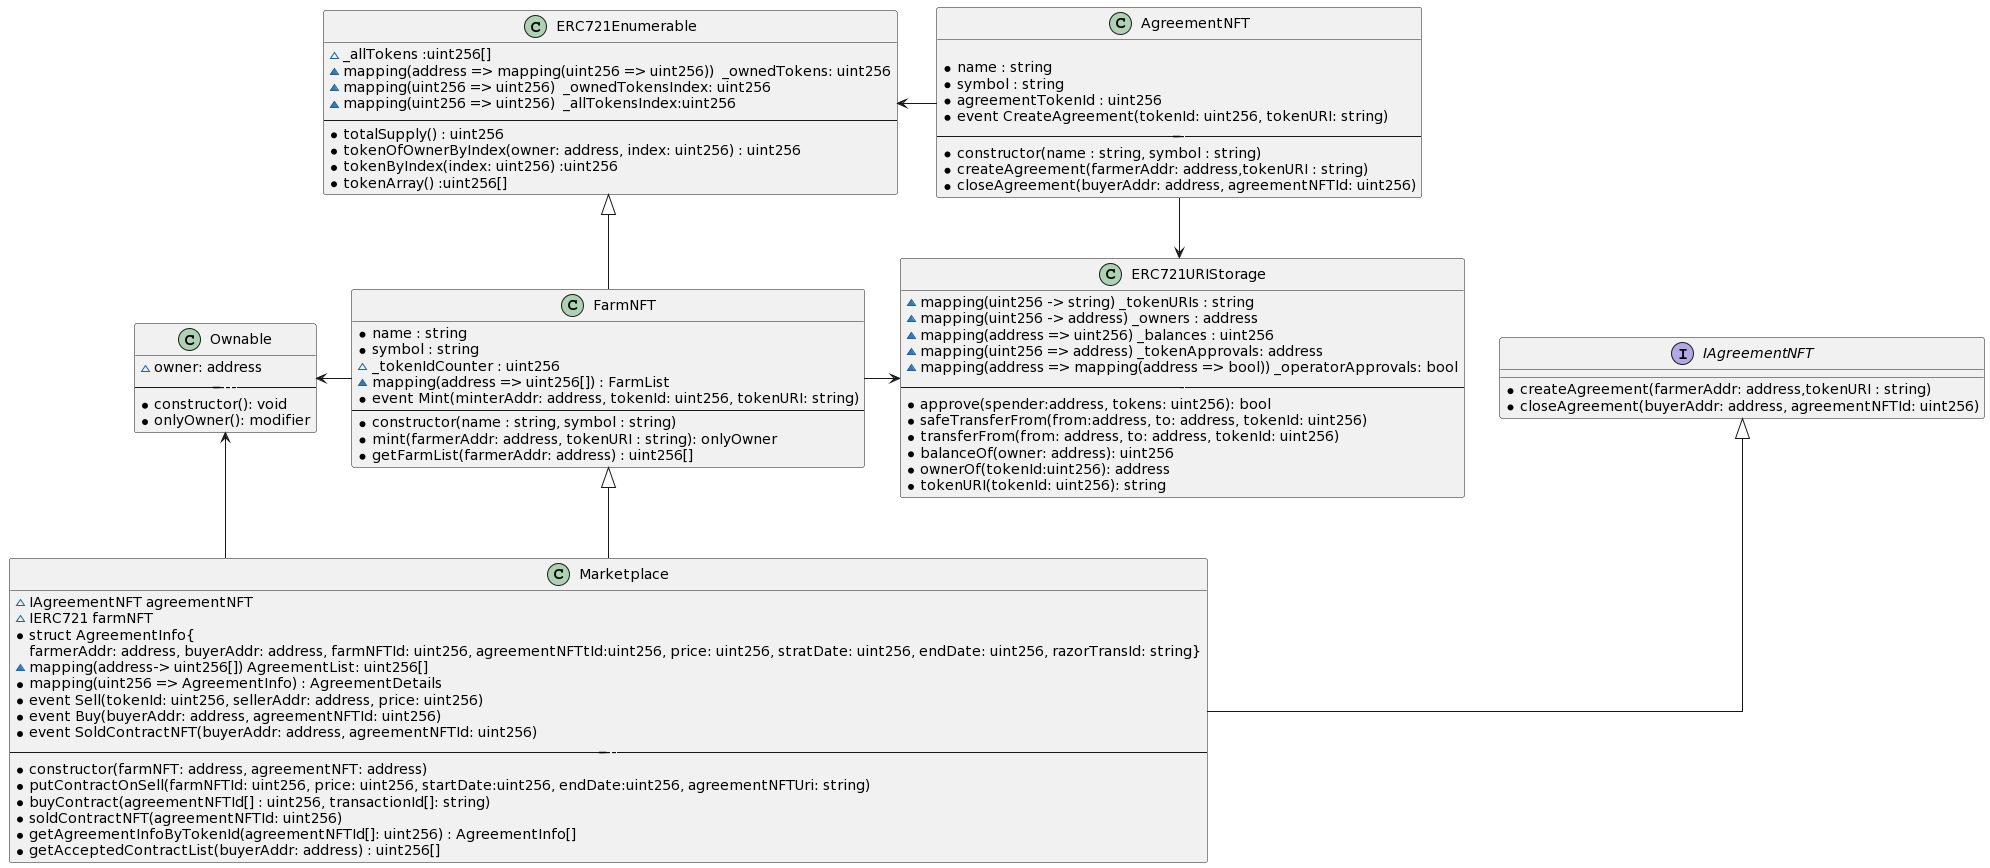 C ERC721Enumerable
_allTokens :uint256[]
mapping(address => mapping(uint256 => uint256)) _ownedTokens: uint256
mapping(uint256 => uint256) _ownedTokensIndex: uint256
mapping(uint256 => uint256) _allTokensIndex:uint256
totalSupply() : uint256
tokenOfOwnerByIndex(owner: address, index: uint256) : uint256
tokenByIndex(index: uint256) :uint256
tokenArray() :uint256[]
C AgreementNFT
name : string
symbol : string
agreementTokenId : uint256
event CreateAgreement(tokenId: uint256, tokenURI: string)
constructor(name : string, symbol : string)
createAgreement(farmerAddr: address,tokenURI : string)
closeAgreement(buyerAddr: address, agreementNFTId: uint256)
C Ownable
owner: address
constructor(): void
onlyOwner(): modifier
C FarmNFT
name : string
symbol : string
_tokenIdCounter : uint256
mapping(address => uint256[]) : FarmList
event Mint(minterAddr: address, tokenId: uint256, tokenURI: string)
constructor(name : string, symbol : string)
mint(farmerAddr: address, tokenURI : string): onlyOwner
getFarmList(farmerAddr: address) : uint256[]
C ERC721URIStorage
mapping(uint256 -> string) _tokenURIs : string
mapping(uint256 -> address) _owners : address
mapping(address => uint256) _balances : uint256
mapping(uint256 => address) _tokenApprovals: address
mapping(address => mapping(address => bool)) _operatorApprovals: bool
approve(spender:address, tokens: uint256): bool
safeTransferFrom(from:address, to: address, tokenId: uint256)
transferFrom(from: address, to: address, tokenId: uint256)
balanceOf(owner: address): uint256
ownerOf(tokenId:uint256): address
tokenURI(tokenId: uint256): string
I IAgreementNFT
createAgreement(farmerAddr: address,tokenURI : string)
closeAgreement(buyerAddr: address, agreementNFTId: uint256)
C Marketplace
IAgreementNFT agreementNFT
IERC721 farmNFT
struct AgreementInfo{
farmerAddr: address, buyerAddr: address, farmNFTId: uint256, agreementNFTtId:uint256, price: uint256, stratDate: uint256, endDate: uint256, razorTransId: string}
mapping(address-> uint256[]) AgreementList: uint256[]
mapping(uint256 => AgreementInfo) : AgreementDetails
event Sell(tokenId: uint256, sellerAddr: address, price: uint256)
event Buy(buyerAddr: address, agreementNFTId: uint256)
event SoldContractNFT(buyerAddr: address, agreementNFTId: uint256)
constructor(farmNFT: address, agreementNFT: address)
putContractOnSell(farmNFTId: uint256, price: uint256, startDate:uint256, endDate:uint256, agreementNFTUri: string)
buyContract(agreementNFTId[] : uint256, transactionId[]: string)
soldContractNFT(agreementNFTId: uint256)
getAgreementInfoByTokenId(agreementNFTId[]: uint256) : AgreementInfo[]
getAcceptedContractList(buyerAddr: address) : uint256[]